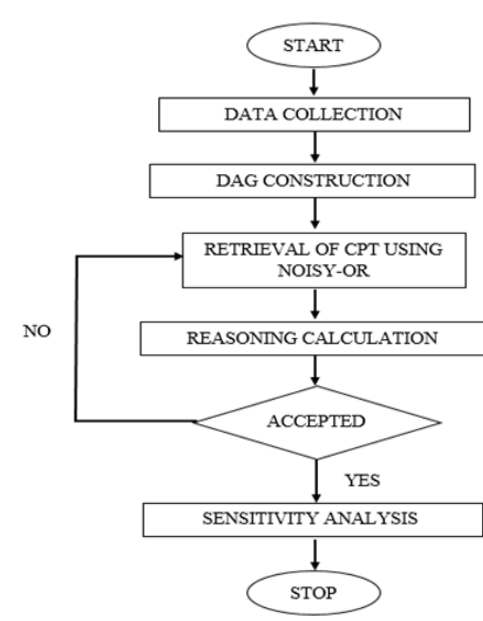 START
DATA COLLECTION
DAG CONSTRUCTION
RETRIEVAL OF CPT USING
NOISY-OR
NO
REASONING CALCULATION
ACCEPTED
YES
SENSITIVITY ANALYSIS
STOP